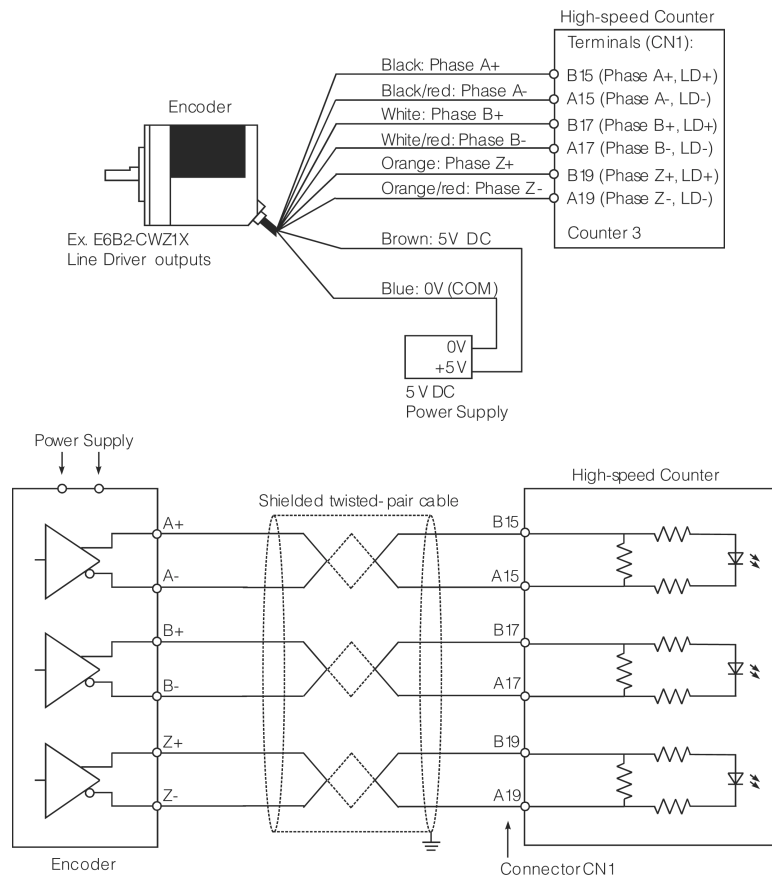 High-speed Counter
Terminals (CN1):
Black: Phase A+
B15 (Phase A+, LD+)
Black/red: Phase A-
A15 (Phase A-, LD-)
Encoder
White: Phase B+
B17 (Phase B+, LD+)
White/red: Phase B-
A17 (Phase B-, LD-)
Orange: Phase Z+
B19 (Phase Z+, LD+)
Orange/red: Phase Z-
A19 (Phase Z-, LD-)
Counter 3
Ex. E6B2-CWZ1X
Line Driver outputs
Brown: 5V DC
Blue: 0V (COM)
0V
+5V
5 V DC
Power Supply
Power Supply
High-speed Counter
Shielded twisted-pair cable
A+
B15
A-
A15
B+
B17
B-
A17
Z+
B19
Z-
A19
Encoder
Connector CN1